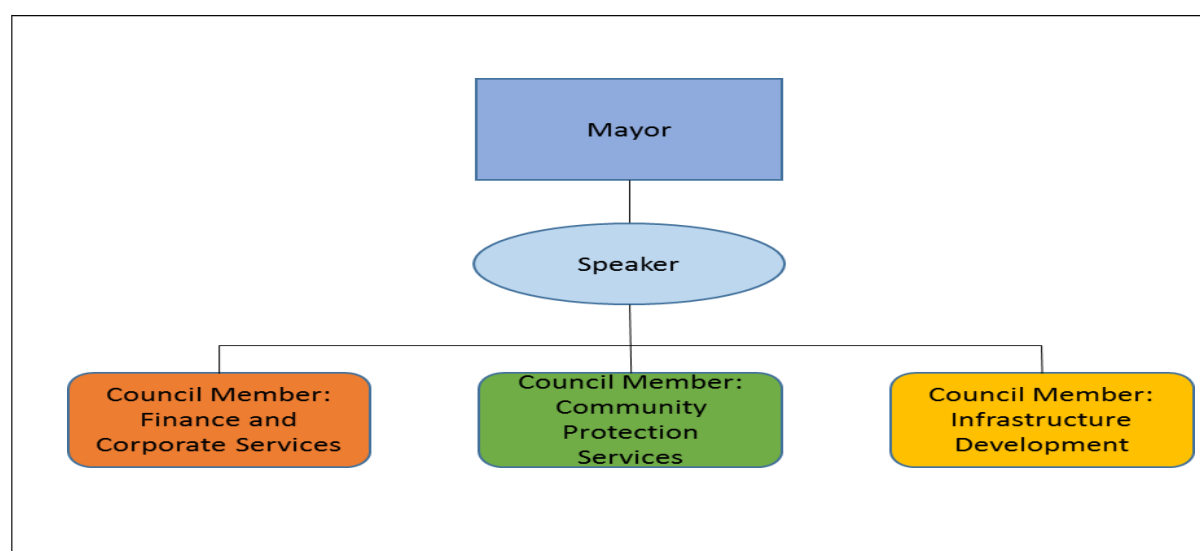 Mayor
Speaker
Council Member:
Finance and
Corporate Services
Council Member:
Community
Protection
Services
Council Member:
Infrastructure
Development